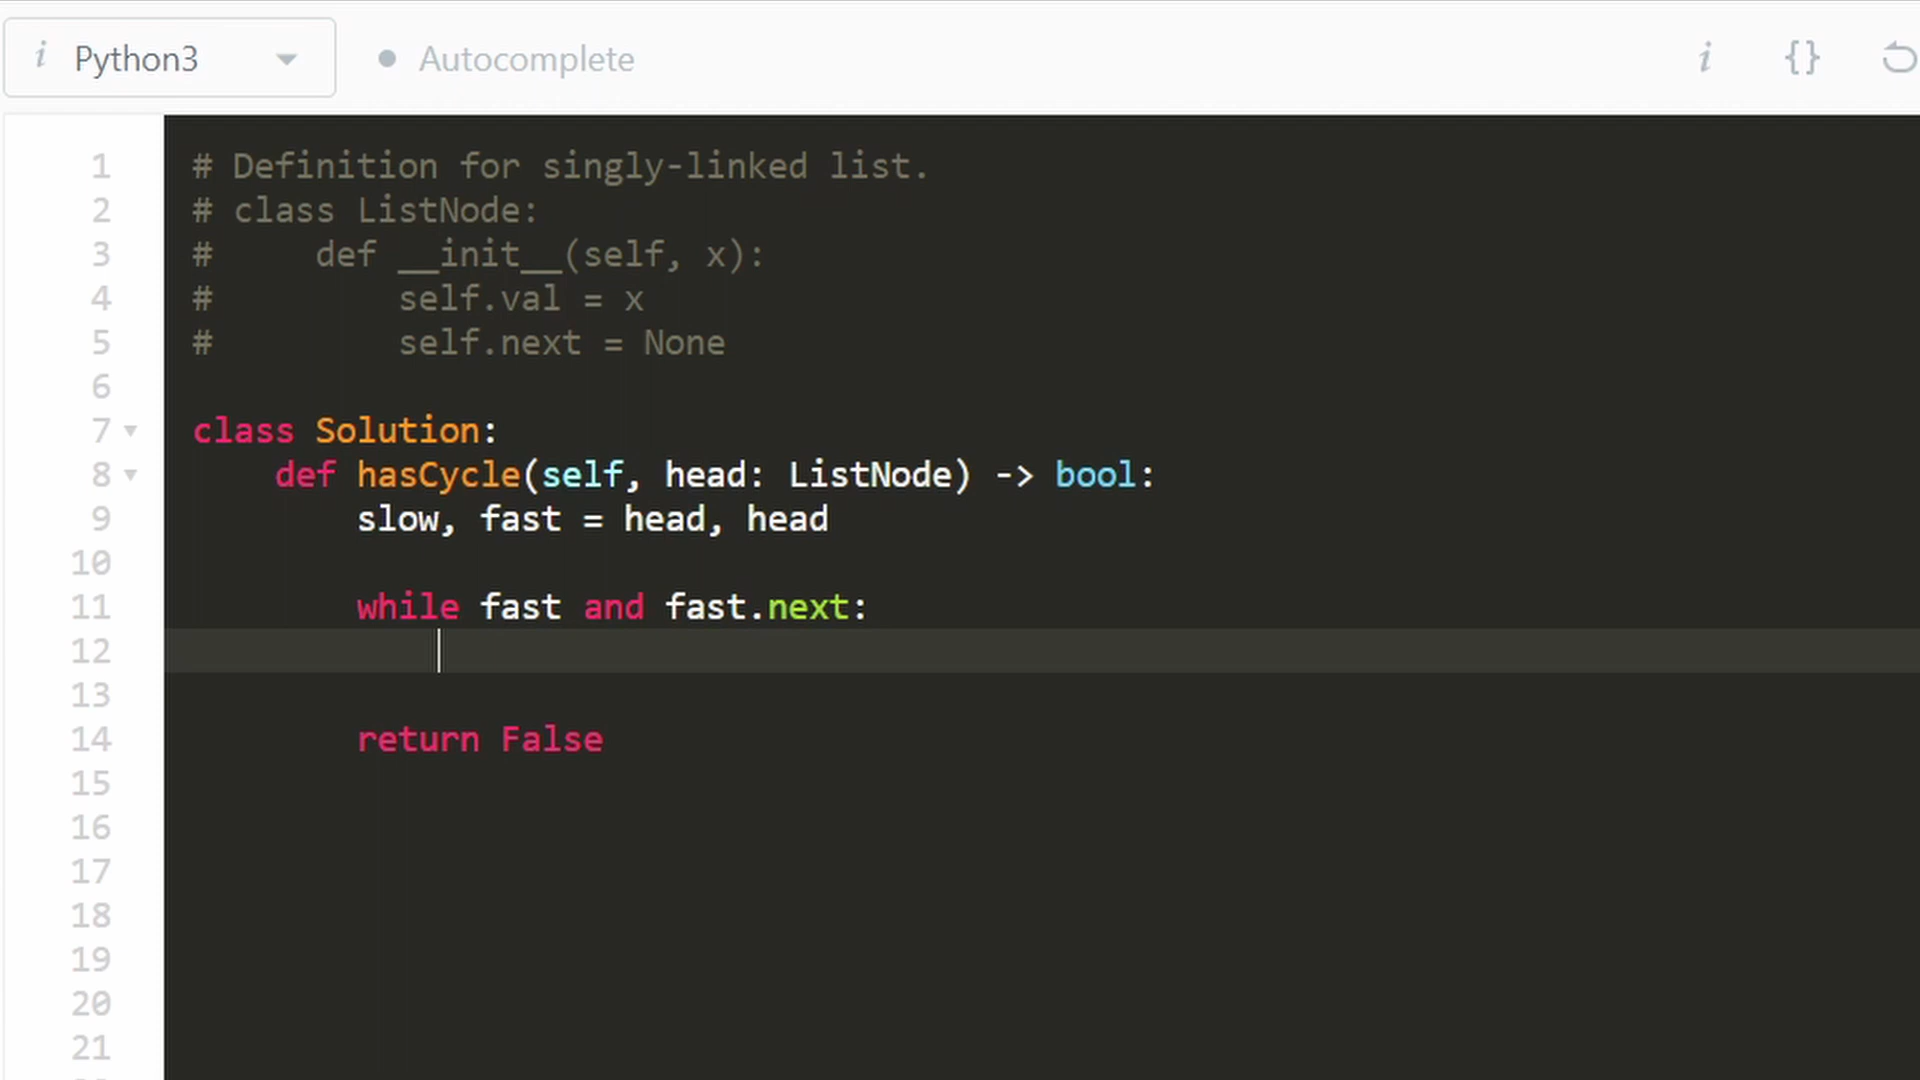 i Python3 Autocomplete i {}
1 # Definition for singly-linked list.
2 # class ListNode:
3 #     def __init__(self, x):
4 #         self.val = x
5 #         self.next = None
6
7 class Solution:
8     def hasCycle(self, head: ListNode) -> bool:
9         slow, fast = head, head
10
11         while fast and fast.next:
12
13
14         return False
15
16
17
18
19
20
21